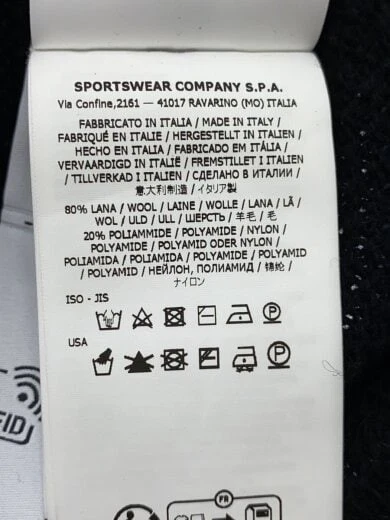 SPORTSWEAR COMPANY S.P.A.
Via Confine,2161 — 41017 RAVARINO (MO) ITALIA
FABBRICATO IN ITALIA / MADE IN ITALY /
FABRIQUÉ EN ITALIE / HERGESTELLT IN ITALIEN /
HECHO EN ITALIA / FABRICADO EM ITÁLIA /
VERVAARDIGD IN ITALIË / FREMSTILLET I ITALIEN
/ TILLVERKAD I ITALIEN / СДЕЛАНО В ИТАЛИИ /
意大利制造 / イタリア製
80% LANA / WOOL / LAINE / WOLLE / LANA / LÃ /
WOL / ULD / ULL / ШЕРСТЬ / 羊毛 / 毛
20% POLIAMMIDE / POLYAMIDE / NYLON /
POLYAMIDE / POLYAMID ODER NYLON /
POLIAMIDA / POLIAMIDA / POLYAMIDE / POLYAMID
/ POLYAMID / НЕЙЛОН, ПОЛИАМИД / 锦纶 /
ナイロン
ISO - JIS
P
USA
P
FR